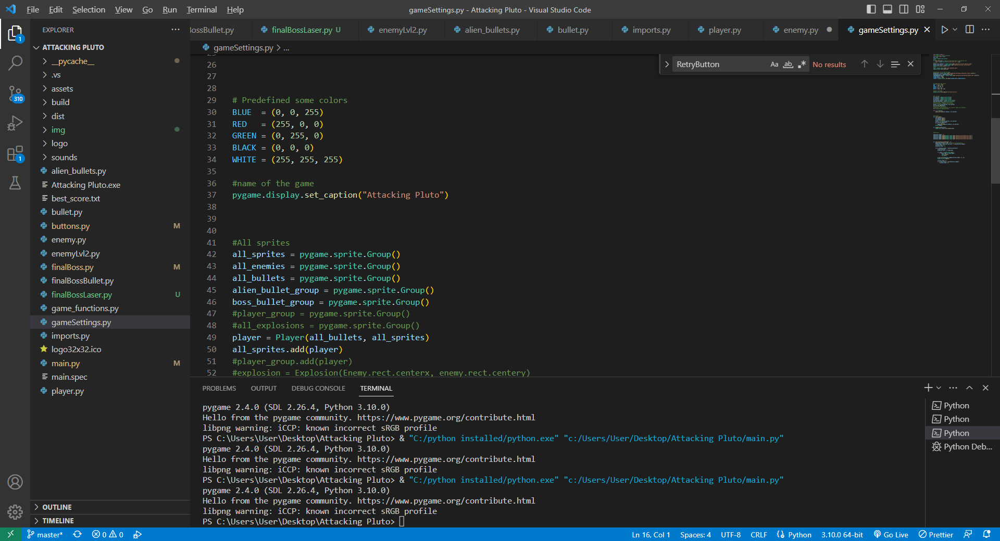 File Edit Selection View Go Run Terminal Help
gameSettings.py - Attacking Pluto - Visual Studio Code
EXPLORER
BossBullet.py finalBossLaser.py U enemyLvl2.py alien_bullets.py bullet.py imports.py player.py enemy.py gameSettings.py
gameSettings.py > ...
RetryButton Aa ab .* No results
1
310
1
ATTACKING PLUTO
__pycache__
.vs
assets
build
dist
img
logo
sounds
alien_bullets.py
Attacking Pluto.exe
best_score.txt
bullet.py
buttons.py M
enemy.py
enemyLvl2.py
finalBoss.py M
finalBossBullet.py
finalBossLaser.py U
game_functions.py
gameSettings.py
imports.py
logo32x32.ico
main.py M
main.spec
player.py
OUTLINE
TIMELINE
26
27
28
29 # Predefined some colors
30 BLUE  = (0, 0, 255)
31 RED   = (255, 0, 0)
32 GREEN = (0, 255, 0)
33 BLACK = (0, 0, 0)
34 WHITE = (255, 255, 255)
35
36 #name of the game
37 pygame.display.set_caption("Attacking Pluto")
38
39
40
41 #All sprites
42 all_sprites = pygame.sprite.Group()
43 all_enemies = pygame.sprite.Group()
44 all_bullets = pygame.sprite.Group()
45 alien_bullet_group = pygame.sprite.Group()
46 boss_bullet_group = pygame.sprite.Group()
47 #player_group = pygame.sprite.Group()
48 #all_explosions = pygame.sprite.Group()
49 player = Player(all_bullets, all_sprites)
50 all_sprites.add(player)
51 #player_group.add(player)
52 #explosion = Explosion(Enemy.rect.centerx, enemy.rect.centery)
PROBLEMS OUTPUT DEBUG CONSOLE TERMINAL
pygame 2.4.0 (SDL 2.26.4, Python 3.10.0)
Hello from the pygame community. https://www.pygame.org/contribute.html
libpng warning: iCCP: known incorrect sRGB profile
PS C:\Users\User\Desktop\Attacking Pluto> & "C:/python installed/python.exe" "c:/Users/User/Desktop/Attacking Pluto/main.py"
pygame 2.4.0 (SDL 2.26.4, Python 3.10.0)
Hello from the pygame community. https://www.pygame.org/contribute.html
libpng warning: iCCP: known incorrect sRGB profile
PS C:\Users\User\Desktop\Attacking Pluto> & "C:/python installed/python.exe" "c:/Users/User/Desktop/Attacking Pluto/main.py"
pygame 2.4.0 (SDL 2.26.4, Python 3.10.0)
Hello from the pygame community. https://www.pygame.org/contribute.html
libpng warning: iCCP: known incorrect sRGB profile
PS C:\Users\User\Desktop\Attacking Pluto>
Python
Python
Python
Python Deb...
master* 0 0 Ln 16, Col 1 Spaces: 4 UTF-8 CRLF Python 3.10.0 64-bit Go Live Prettier